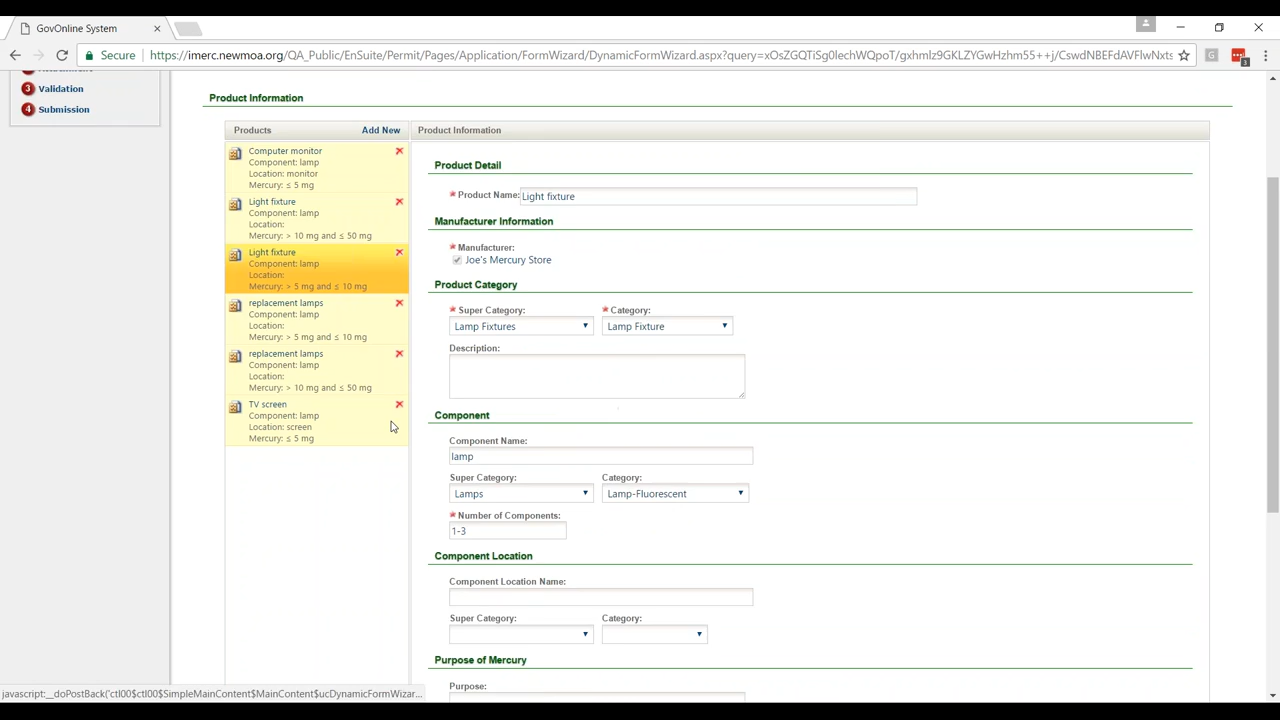 GovOnline System
Secure
https://imerc.newmoa.org/QA_Public/EnSuite/Permit/Pages/Application/FormWizard/DynamicFormWizard.aspx?query=xOsZGQTiSg0lechWQpoT/gxhmlz9GKLZYGwHzhm55++j/CswdNBEFdAVFlwNxts
3
3 Validation
4 Submission
Product Information
Products
Add New
Product Information
Computer monitor
Component: lamp
Location: monitor
Mercury: ≤ 5 mg
Light fixture
Component: lamp
Location:
Mercury: > 10 mg and ≤ 50 mg
Light fixture
Component: lamp
Location:
Mercury: > 5 mg and ≤ 10 mg
replacement lamps
Component: lamp
Location:
Mercury: > 5 mg and ≤ 10 mg
replacement lamps
Component: lamp
Location:
Mercury: > 10 mg and ≤ 50 mg
TV screen
Component: lamp
Location: screen
Mercury: ≤ 5 mg
Product Detail
* Product Name: Light fixture
Manufacturer Information
* Manufacturer:
Joe's Mercury Store
Product Category
* Super Category: * Category:
Lamp Fixtures Lamp Fixture
Description:
Component
Component Name:
lamp
Super Category: Category:
Lamps Lamp-Fluorescent
* Number of Components:
1-3
Component Location
Component Location Name:
Super Category: Category:
Purpose of Mercury
Purpose:
javascript:__doPostBack('ctl00$ctl00$SimpleMainContent$MainContent$ucDynamicFormWizar...